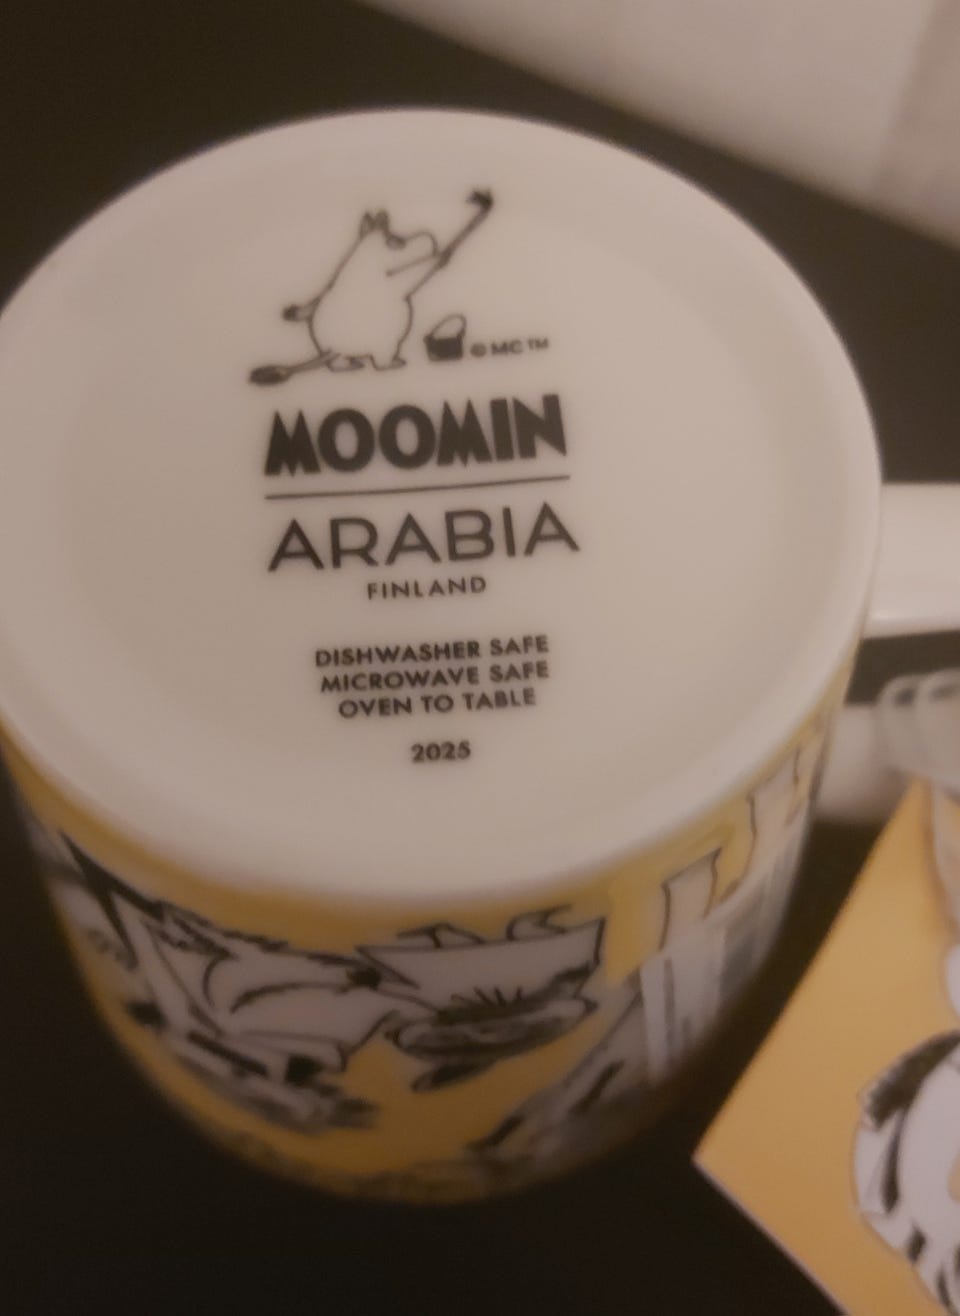 © MC ™
MOOMIN
ARABIA
FINLAND
DISHWASHER SAFE
MICROWAVE SAFE
OVEN TO TABLE
2025